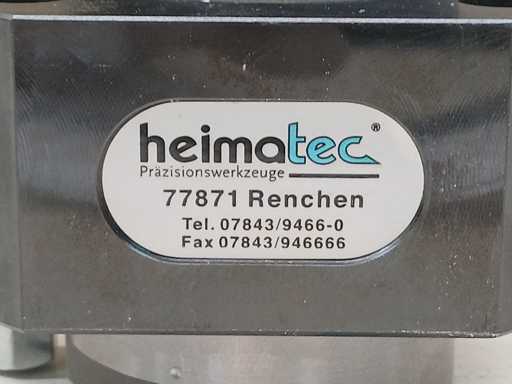 heimatec®
Präzisionswerkzeuge
77871 Renchen
Tel. 07843/9466-0
Fax 07843/946666